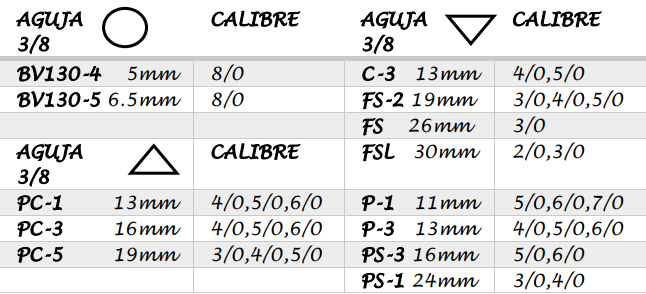 AGUJA CALIBRE
3/8
BV130-4 5mm 8/0
BV130-5 6.5mm 8/0
AGUJA CALIBRE
3/8
PC-1 13mm 4/0,5/0,6/0
PC-3 16mm 4/0,5/0,6/0
PC-5 19mm 3/0,4/0,5/0
AGUJA CALIBRE
3/8
C-3 13mm 4/0,5/0
FS-2 19mm 3/0,4/0,5/0
FS 26mm 3/0
FSL 30mm 2/0,3/0
P-1 11mm 5/0,6/0,7/0
P-3 13mm 4/0,5/0,6/0
PS-3 16mm 5/0,6/0
PS-1 24mm 3/0,4/0